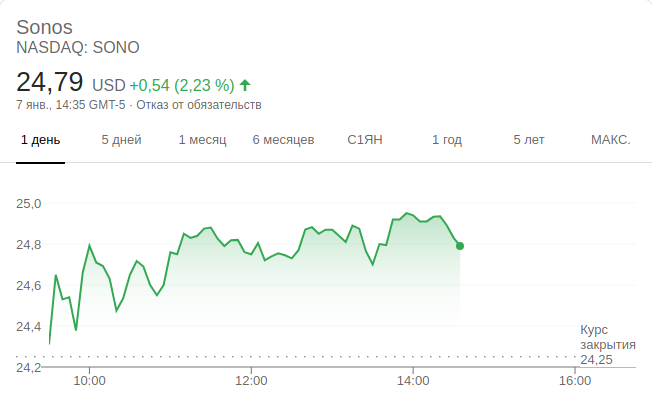 Sonos
NASDAQ: SONO
24,79 USD +0,54 (2,23 %)
7 янв., 14:35 GMT-5 · Отказ от обязательств
1 день 5 дней 1 месяц 6 месяцев С1ЯН 1 год 5 лет МАКС.
25,0
24,8
24,6
24,4
Курс
закрытия
24,25
24,2
10:00 12:00 14:00 16:00